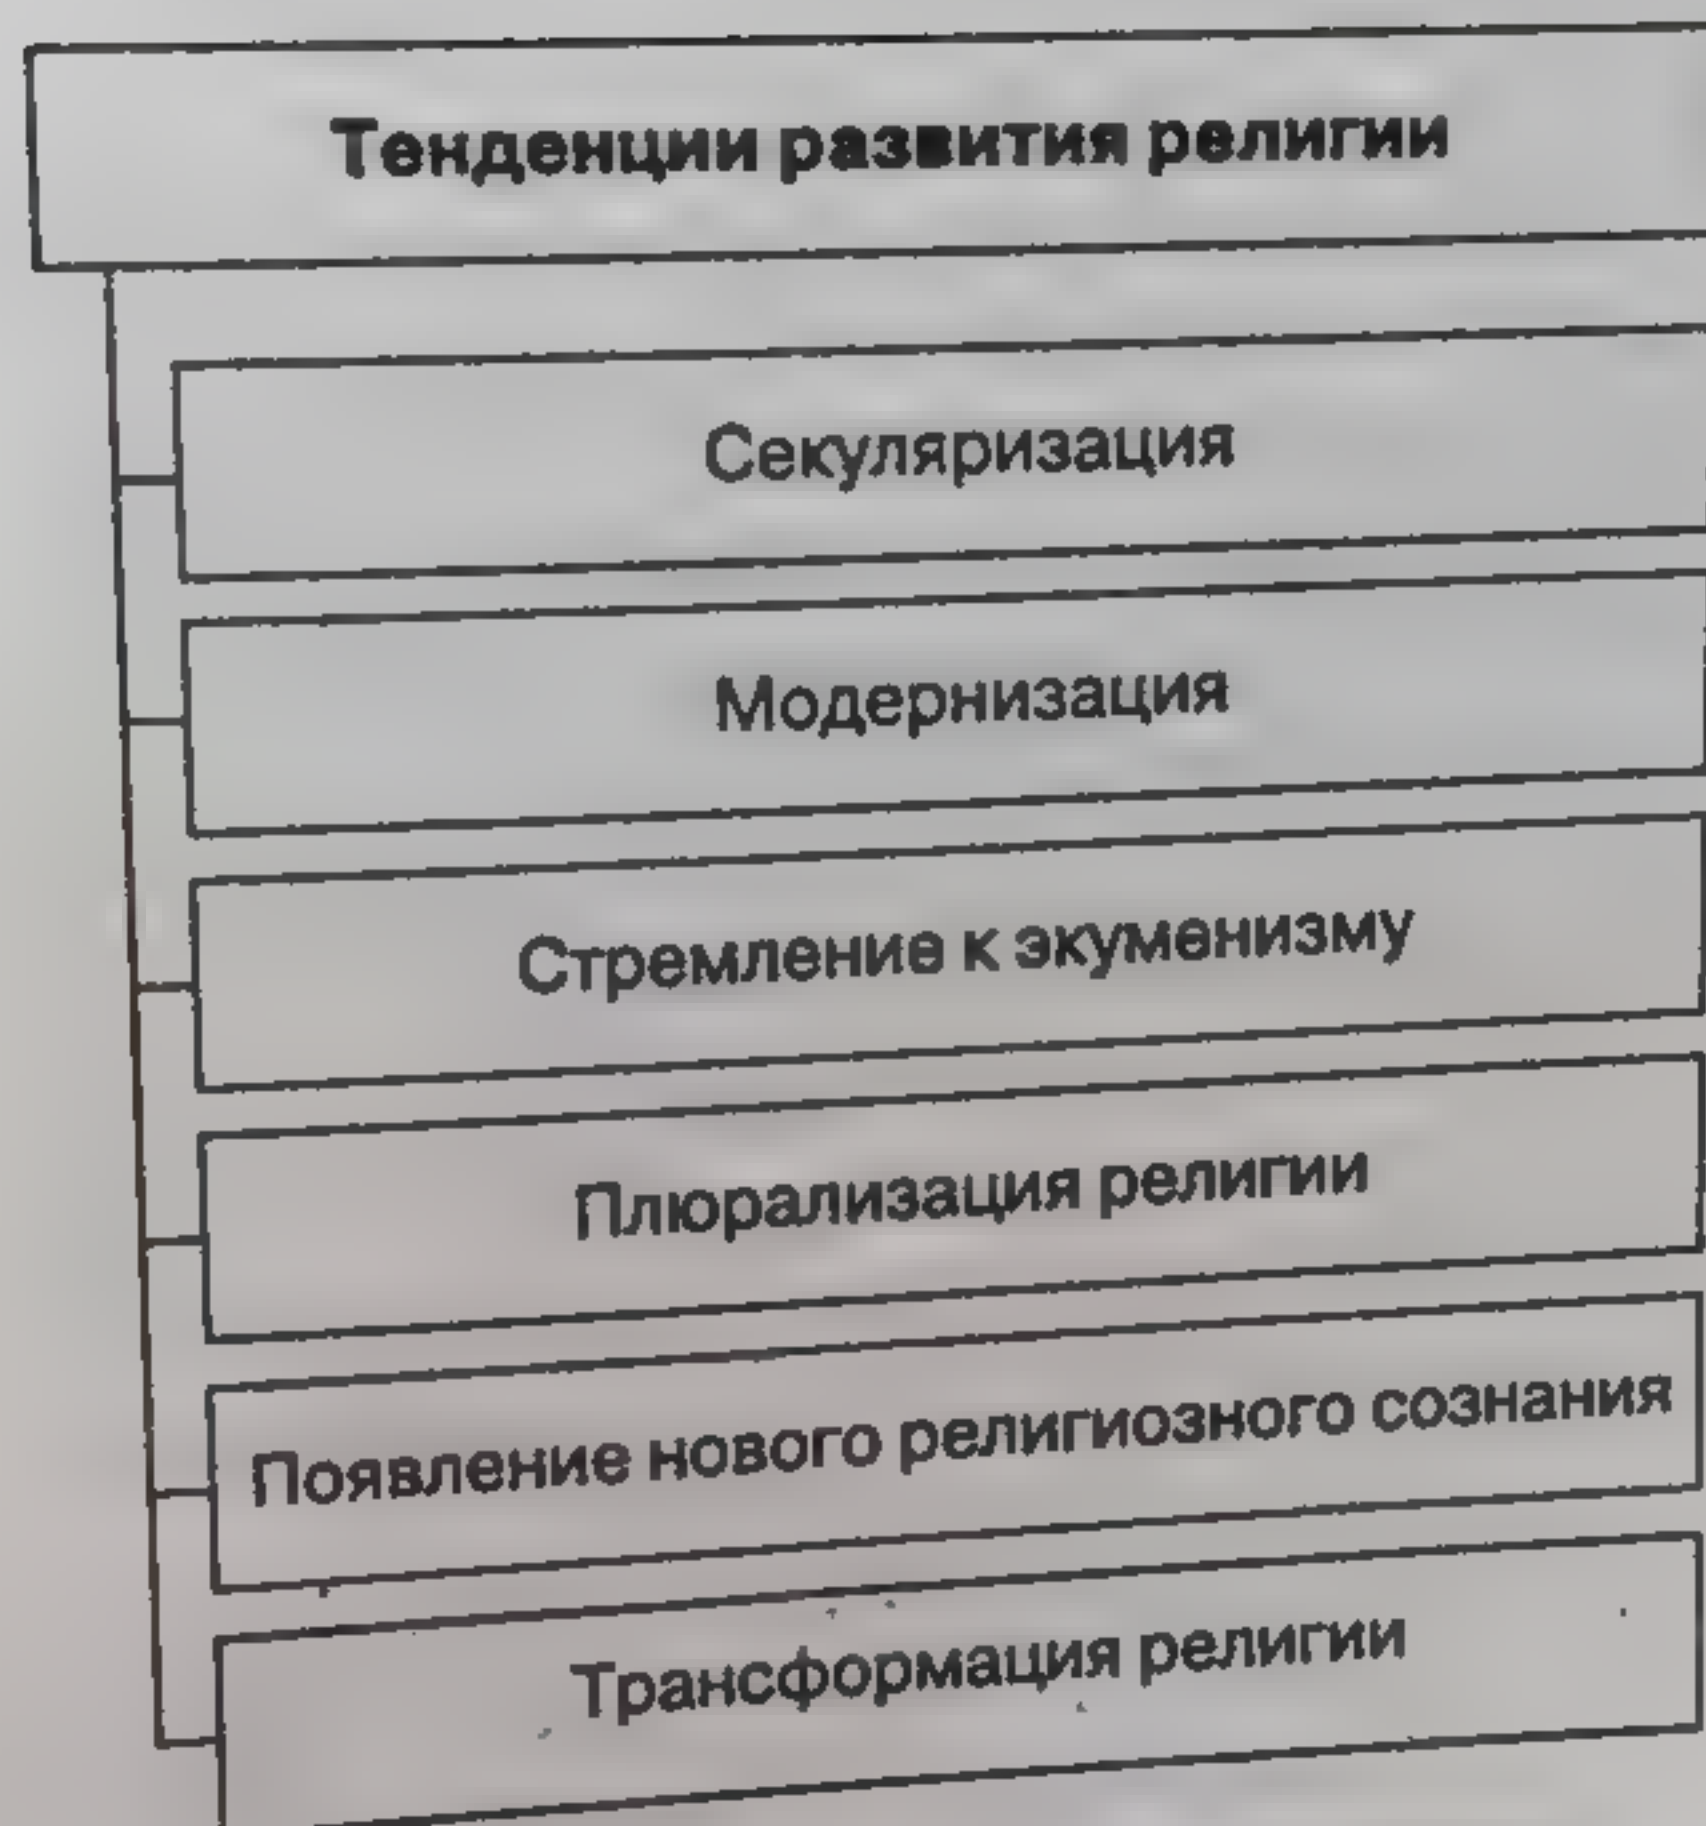 Тенденции развития религии
Секуляризация
Модернизация
Стремление к экуменизму
Плюрализация религии
Появление нового религиозного сознания
Трансформация религии